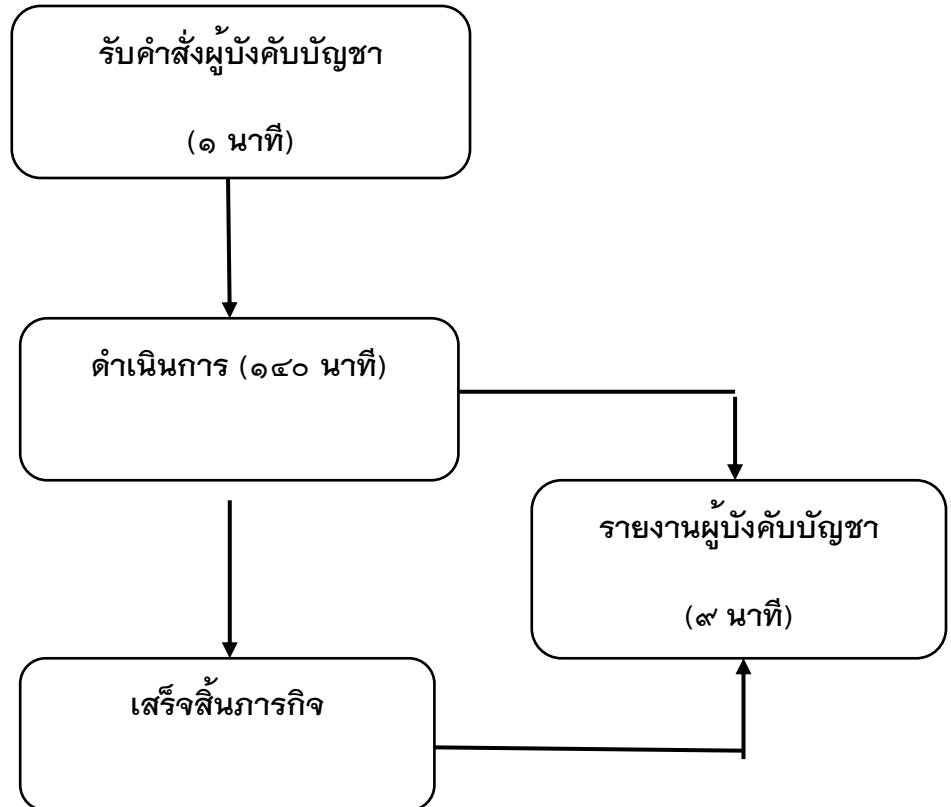 รับคำสั่งผู้บังคับบัญชา
(๑ นาที)
ดำเนินการ (๑๔๐ นาที)
รายงานผู้บังคับบัญชา
(๙ นาที)
เสร็จสิ้นภารกิจ